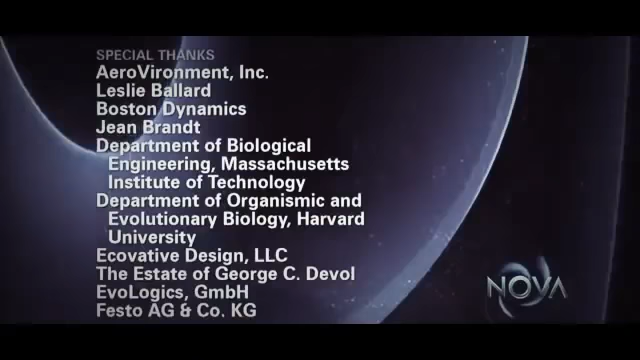 SPECIAL THANKS
AeroVironment, Inc.
Leslie Ballard
Boston Dynamics
Jean Brandt
Department of Biological
Engineering, Massachusetts
Institute of Technology
Department of Organismic and
Evolutionary Biology, Harvard
University
Ecovative Design, LLC
The Estate of George C. Devol
EvoLogics, GmbH
Festo AG & Co. KG
NOVA